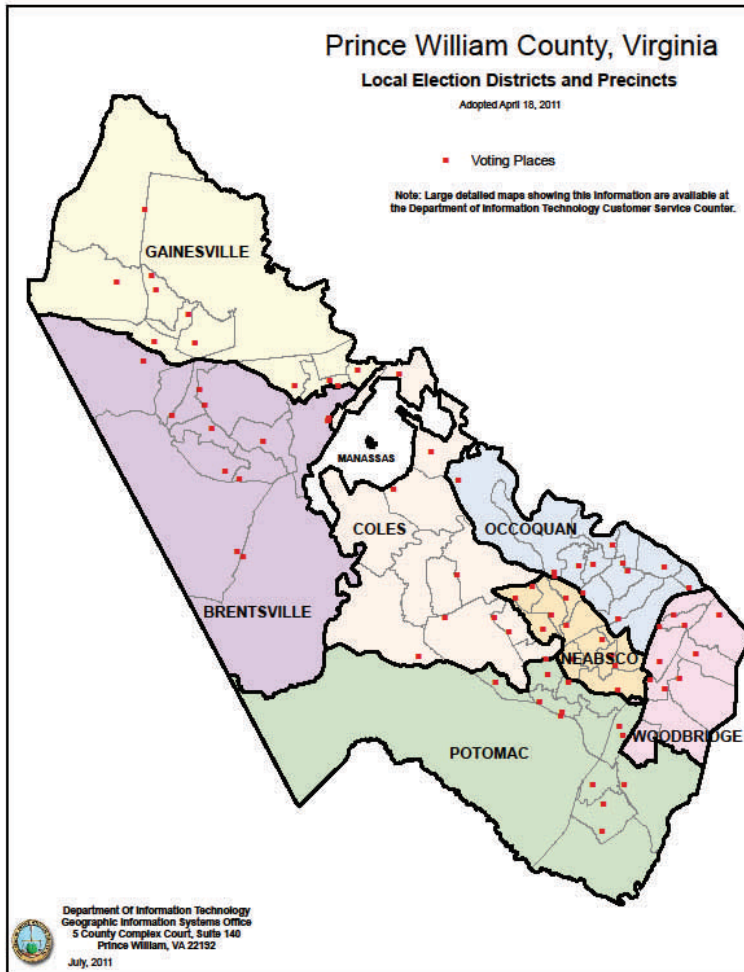 Prince William County, Virginia
Local Election Districts and Precincts
Adopted April 18, 2011
Voting Places
Note: Large detailed maps showing this information are available at
the Department of Information Technology Customer Service Counter.
GAINESVILLE
MANASSAS
COLES
OCCOQUAN
BRENTSVILLE
NEABSCO
WOODBRIDGE
POTOMAC
Department Of Information Technology
Geographic Information Systems Office
5 County Complex Court, Suite 140
Prince William, VA 22192
July, 2011